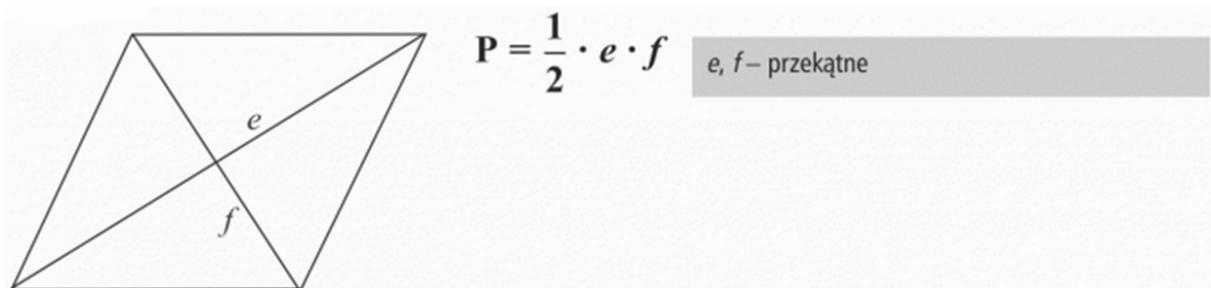 P = 1/2 · e · f
e, f – przekątne
e
f